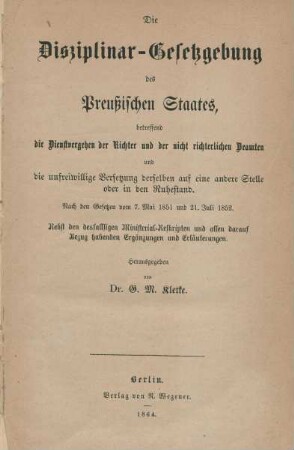 Die
Disziplinar-Gesetzgebung
des
Preußischen Staates,
betreffend
die Dienstvergehen der Richter und der nicht richterlichen Beamten
und
die unfreiwillige Versetzung derselben auf eine andere Stelle
oder in den Ruhestand.
Nach den Gesetzen vom 7. Mai 1851 und 21. Juli 1852.
Nebst den desfallsigen Ministerial-Reskripten und allen darauf
Bezug habenden Ergänzungen und Erläuterungen.
Herausgegeben
von
Dr. G. M. Kletke.
Berlin.
Verlag von R. Wegener.
1864.